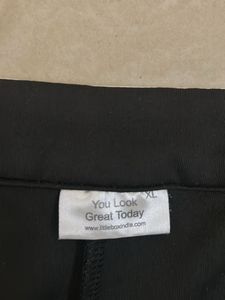 You Look
Great Today
www.littleboxindia.com
XL